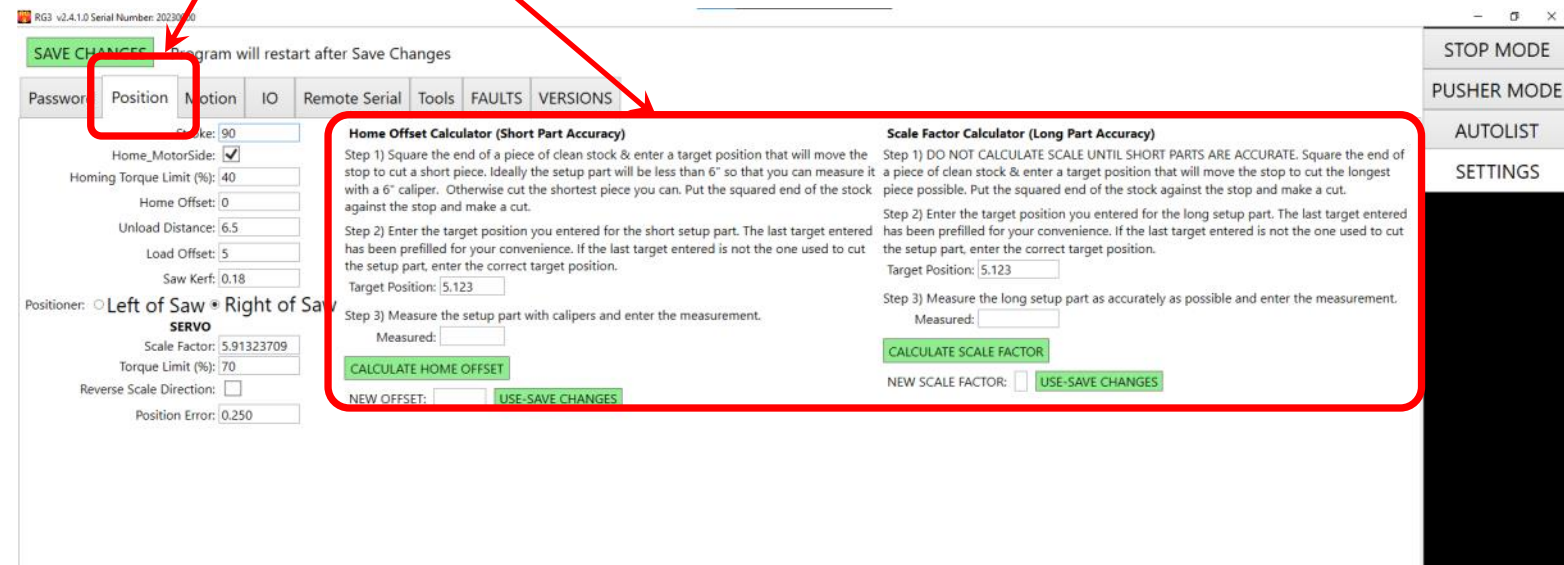 RG3 v2.4.1.0 Serial Number: 2023
SAVE CHANGES Program will restart after Save Changes
Password Position Motion IO Remote Serial Tools FAULTS VERSIONS
STOP MODE
PUSHER MODE
AUTOLIST
SETTINGS
Stroke: 90
Home_MotorSide:
Homing Torque Limit (%): 40
Home Offset: 0
Unload Distance: 6.5
Load Offset: 5
Saw Kerf: 0.18
Positioner: Left of Saw Right of Saw
SERVO
Scale Factor: 5.91323709
Torque Limit (%): 70
Reverse Scale Direction:
Position Error: 0.250
Home Offset Calculator (Short Part Accuracy)
Step 1) Square the end of a piece of clean stock & enter a target position that will move the
stop to cut a short piece. Ideally the setup part will be less than 6" so that you can measure it
with a 6" caliper. Otherwise cut the shortest piece you can. Put the squared end of the stock
against the stop and make a cut.
Step 2) Enter the target position you entered for the short setup part. The last target entered
has been prefilled for your convenience. If the last target entered is not the one used to cut
the setup part, enter the correct target position.
Target Position: 5.123
Step 3) Measure the setup part with calipers and enter the measurement.
Measured:
CALCULATE HOME OFFSET
NEW OFFSET: USE-SAVE CHANGES
Scale Factor Calculator (Long Part Accuracy)
Step 1) DO NOT CALCULATE SCALE UNTIL SHORT PARTS ARE ACCURATE. Square the end of
a piece of clean stock & enter a target position that will move the stop to cut the longest
piece possible. Put the squared end of the stock against the stop and make a cut.
Step 2) Enter the target position you entered for the long setup part. The last target entered
has been prefilled for your convenience. If the last target entered is not the one used to cut
the setup part, enter the correct target position.
Target Position: 5.123
Step 3) Measure the long setup part as accurately as possible and enter the measurement.
Measured:
CALCULATE SCALE FACTOR
NEW SCALE FACTOR: USE-SAVE CHANGES